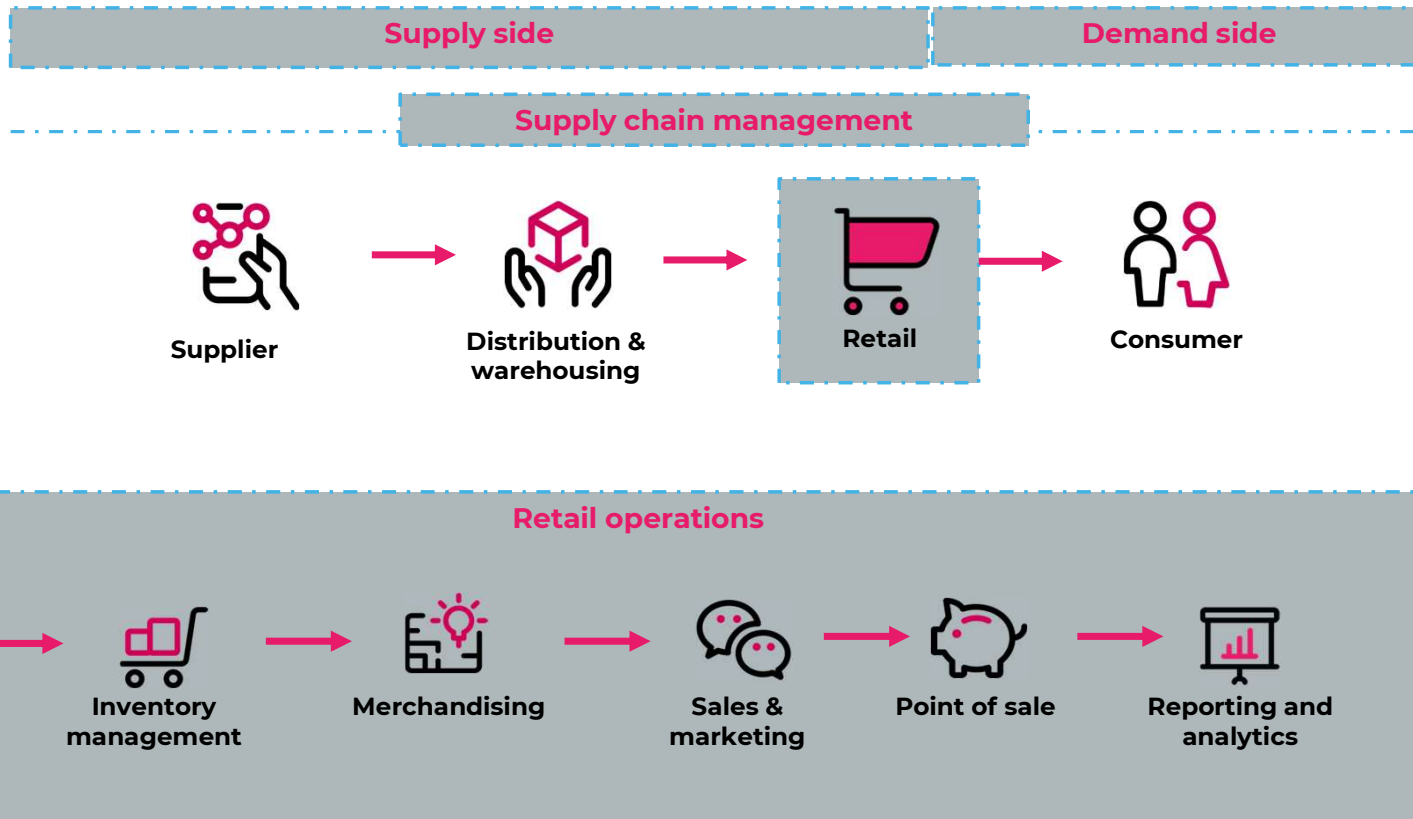 Supply side
Demand side
Supply chain management
Supplier
Distribution &
warehousing
Retail
Consumer
Retail operations
Inventory
management
Merchandising
Sales &
marketing
Point of sale
Reporting and
analytics